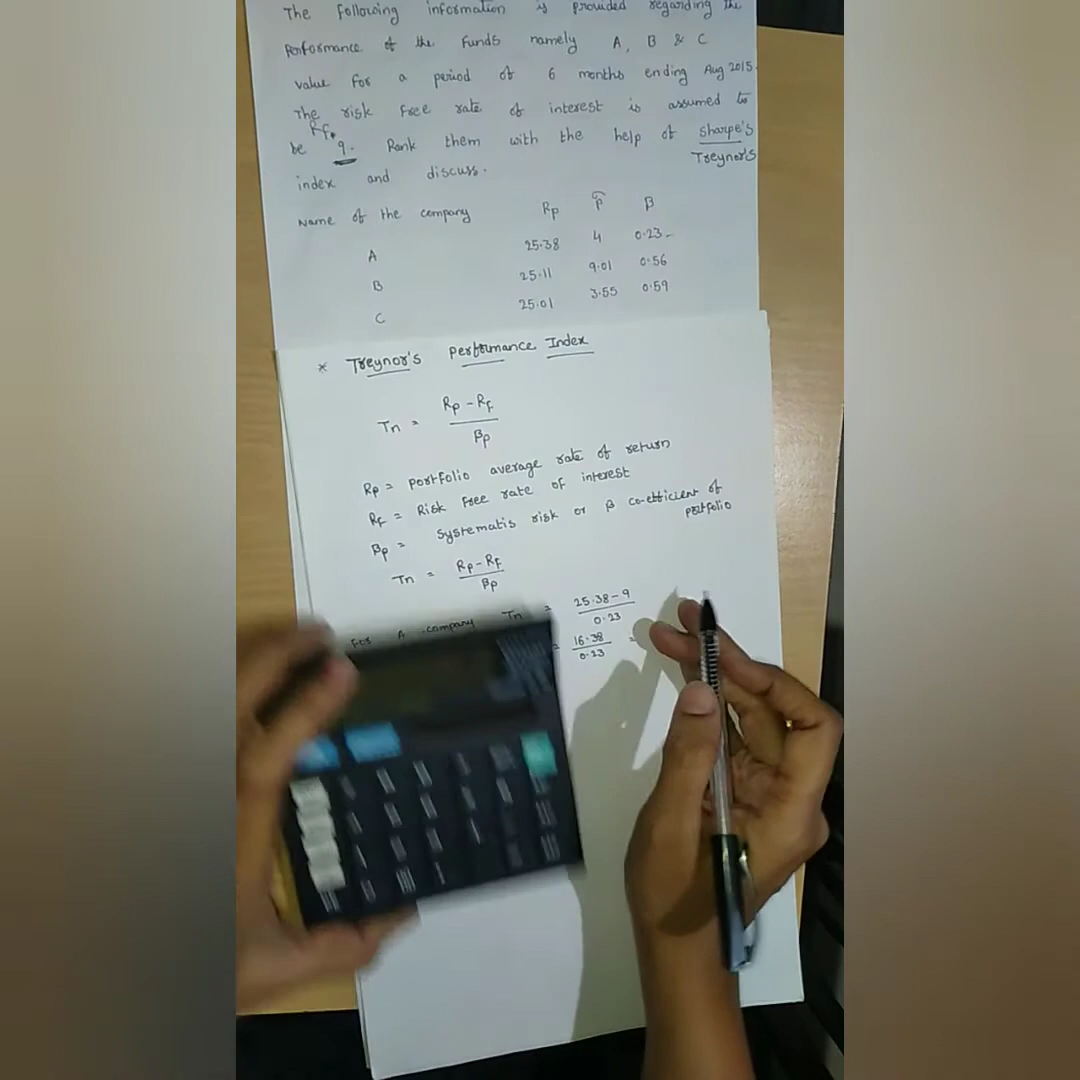 The Following information is provided regarding the
Performance of the Funds namely A, B & C
value for a period of 6 months ending Aug 2015.
The risk free rate of interest is assumed to
Rf.
be 9. Rank them with the help of Sharpe's
Treynor's
index and discuss.
Name of the company Rp σp β
A 25.38 4 0.23
B 25.11 9.01 0.56
C 25.01 3.55 0.59
* Treynor's Performance Index
Tn = Rp - Rf
βp
Rp = Portfolio average rate of return
Rf = Risk Free rate of interest
βp = Systematis risk or β co-efficient of
portfolio
Tn = Rp - Rf
βp
For A company Tn = 25.38 - 9
0.23
= 16.38 =
0.23